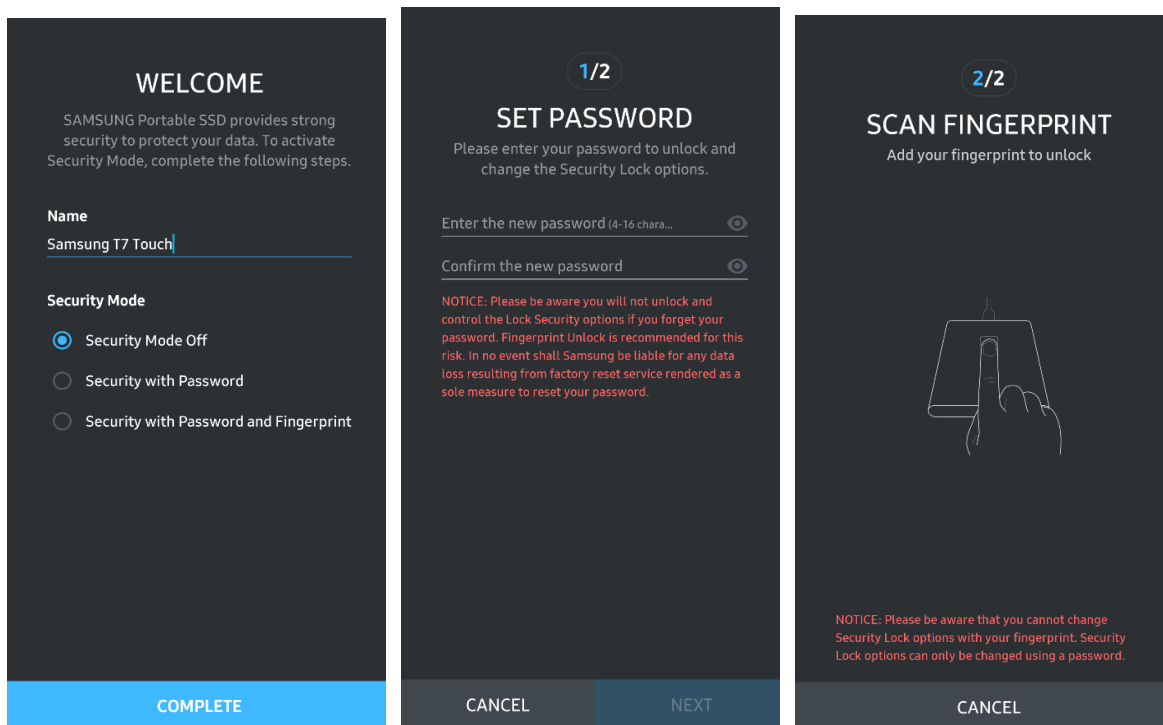 WELCOME
SAMSUNG Portable SSD provides strong
security to protect your data. To activate
Security Mode, complete the following steps.
Name
Samsung T7 Touch
Security Mode
Security Mode Off
Security with Password
Security with Password and Fingerprint
COMPLETE
1/2
SET PASSWORD
Please enter your password to unlock and
change the Security Lock options.
Enter the new password (4-16 chara...
Confirm the new password
NOTICE: Please be aware you will not unlock and
control the Lock Security options if you forget your
password. Fingerprint Unlock is recommended for this
risk. In no event shall Samsung be liable for any data
loss resulting from factory reset service rendered as a
sole measure to reset your password.
CANCEL NEXT
2/2
SCAN FINGERPRINT
Add your fingerprint to unlock
NOTICE: Please be aware that you cannot change
Security Lock options with your fingerprint. Security
Lock options can only be changed using a password.
CANCEL